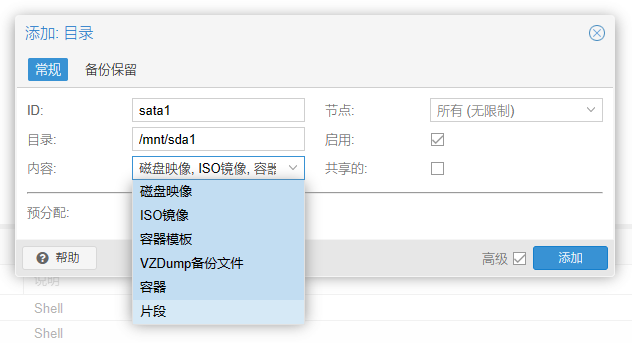 添加: 目录
常规 备份保留
ID: sata1 节点: 所有 (无限制)
目录: /mnt/sda1 启用:
内容: 磁盘映像, ISO镜像, 容器 共享的:
磁盘映像
ISO镜像
预分配:
容器模板
VZDump备份文件
帮助 高级 添加
容器
说明
片段
Shell
Shell